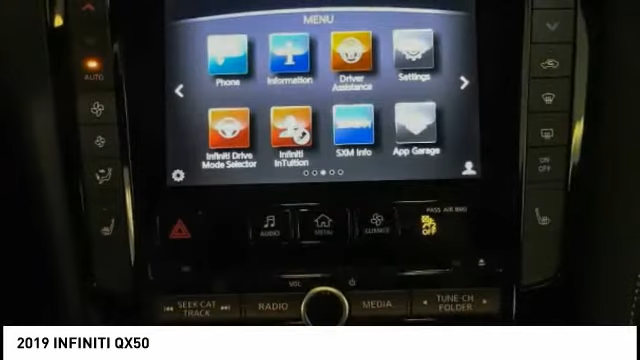 MENU
Phone
Information
Driver Assistance
Settings
Infiniti Drive Mode Selector
Infiniti InTuition
SXM Info
App Garage
AUTO
ON OFF
AUDIO
MENU
CLIMATE
PASS AIR BAG
OFF
VOL
SEEK·CAT TRACK
RADIO
MEDIA
TUNE·CH FOLDER
2019 INFINITI QX50